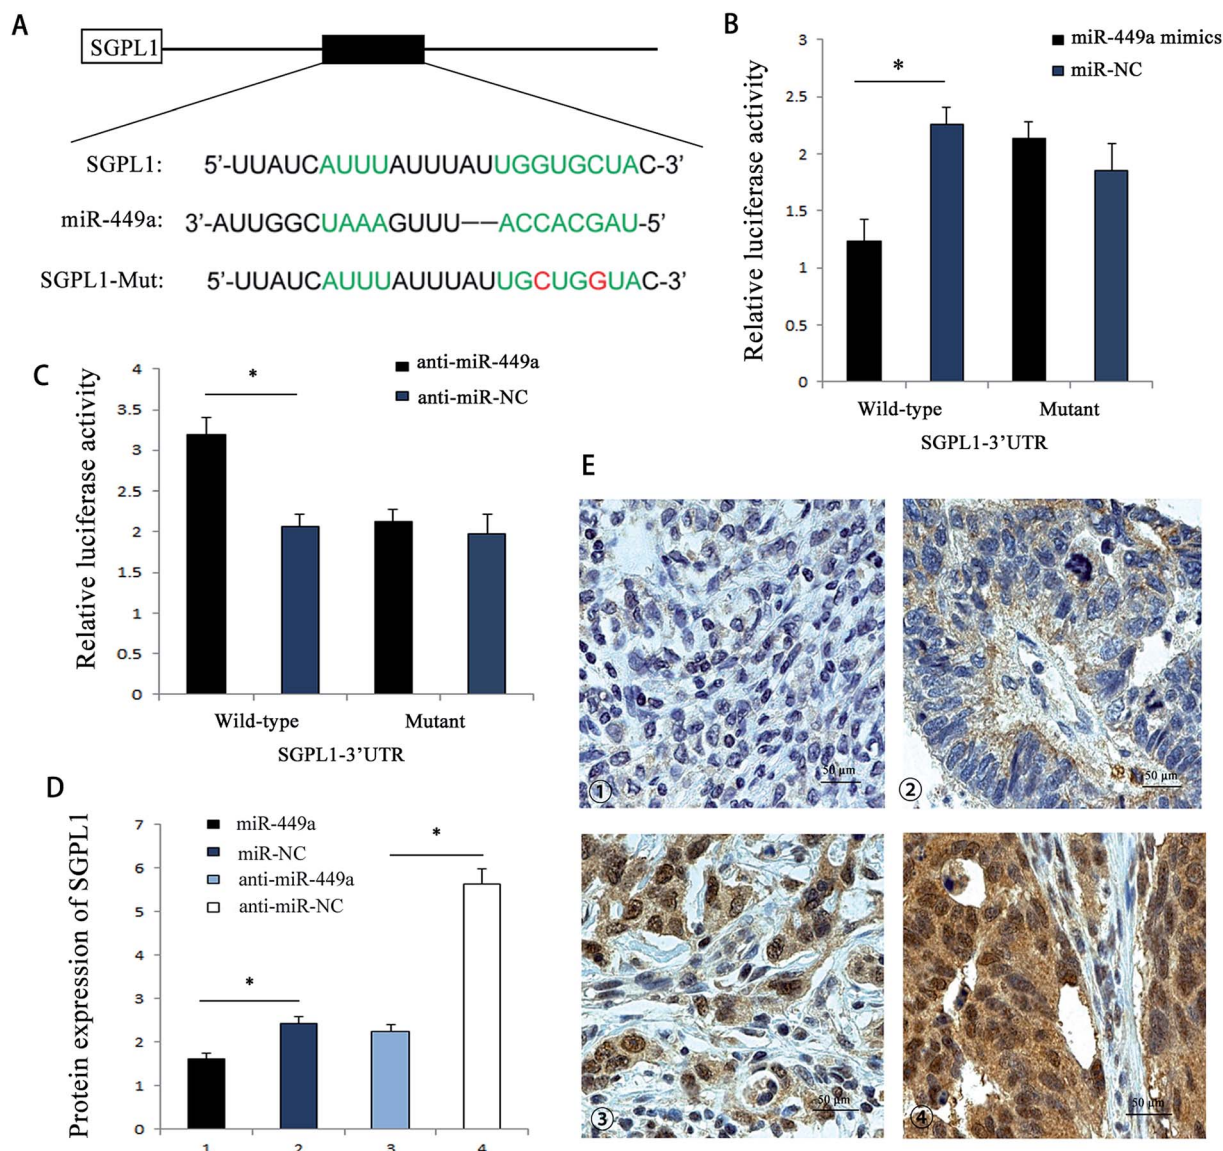 A
SGPL1
SGPL1: 5’-UUAUCAUUUAUUUAUUGGUGCUAC-3’
miR-449a: 3’-AUUGGCUAAAGUUU——ACCACGAU-5’
SGPL1-Mut: 5’-UUAUCAUUUAUUUAUUGCUGGUAC-3’
B
Relative luciferase activity
3
2.5
2
1.5
1
0.5
0
miR-449a mimics
miR-NC
*
Wild-type Mutant
SGPL1-3’UTR
C
Relative luciferase activity
4
3.5
3
2.5
2
1.5
1
0.5
0
anti-miR-449a
anti-miR-NC
*
Wild-type Mutant
SGPL1-3’UTR
D
Protein expression of SGPL1
7
6
5
4
3
2
1
0
miR-449a
miR-NC
anti-miR-449a
anti-miR-NC
*
*
1 2 3 4
E
50 µm
①
50 µm
②
50 µm
③
50 µm
④